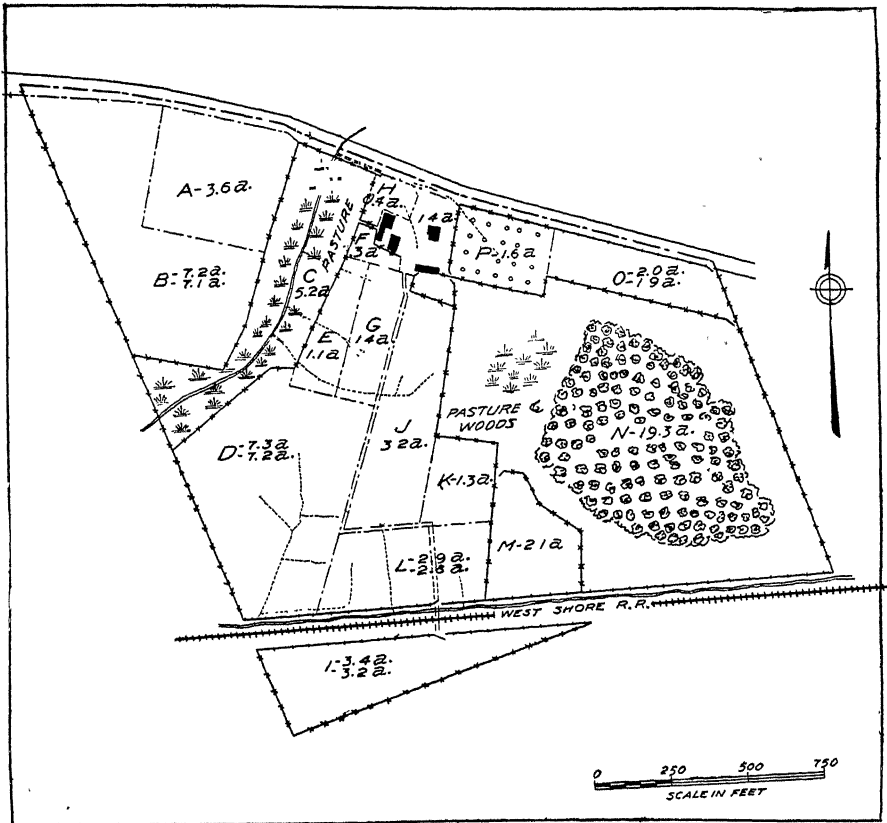 A-3.6a.
H
0.4a.
1.4a.
PASTURE
F
.3a
P-1.6a
B-7.2a.
7.1a.
C
5.2a
O-2.0a.
1.9a.
G
1.4a
E
1.1a
PASTURE &
WOODS
N-19.3a.
J
3.2a.
D-7.3a
-7.2a.
K-1.3a.
M-2.1a
L-2.9a.
-2.8a.
WEST SHORE R.R.
I-3.4a.
-3.2a.
0 250 500 750
SCALE IN FEET